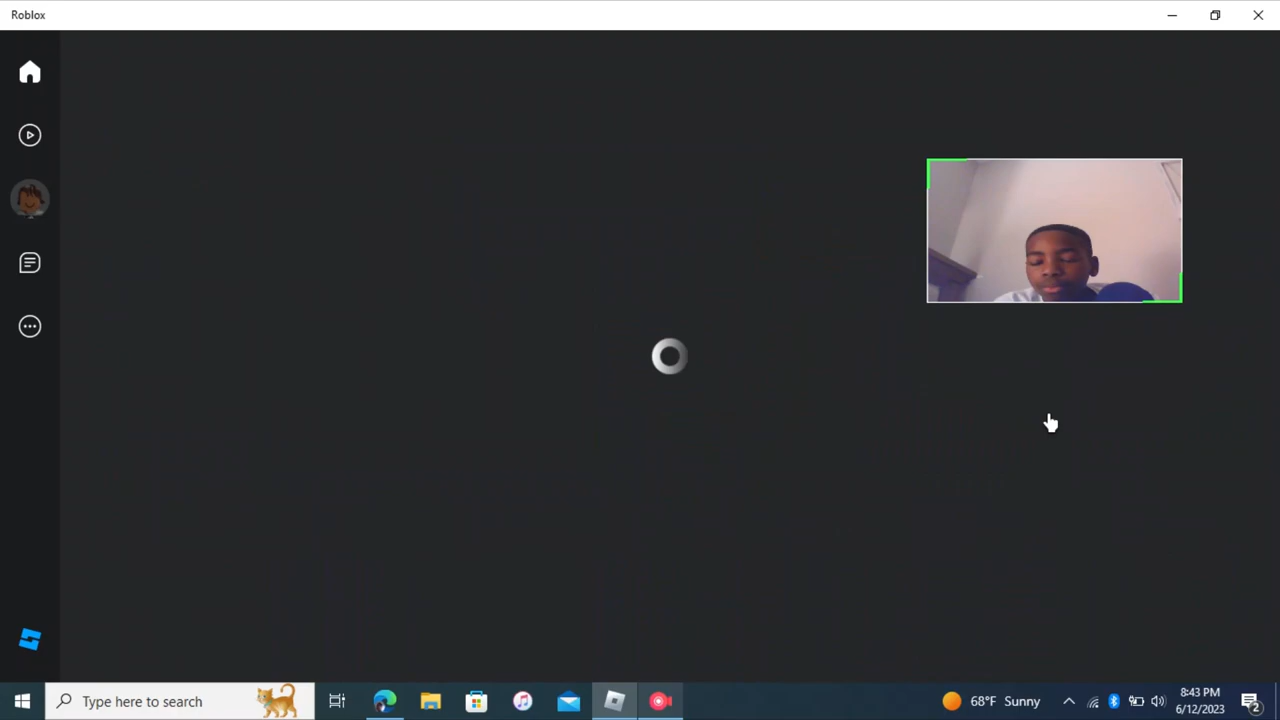 Roblox
Type here to search
68°F Sunny
8:43 PM
6/12/2023
2